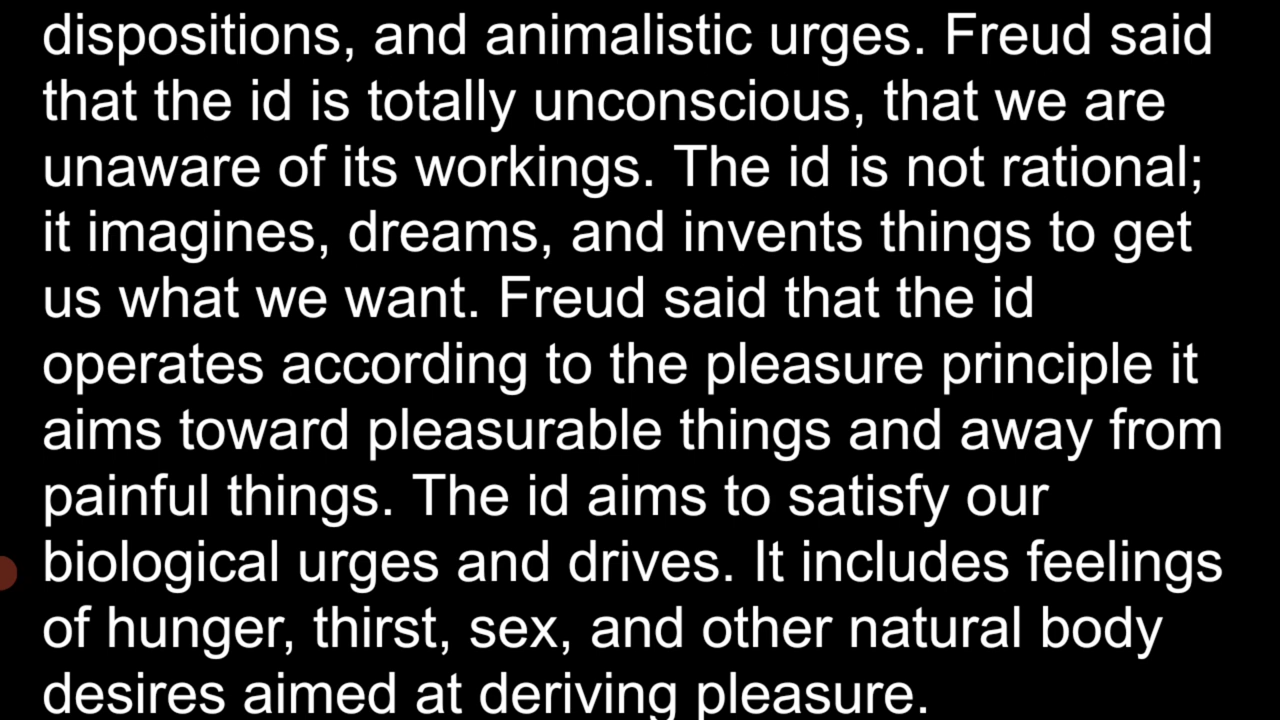 dispositions, and animalistic urges. Freud said
that the id is totally unconscious, that we are
unaware of its workings. The id is not rational;
it imagines, dreams, and invents things to get
us what we want. Freud said that the id
operates according to the pleasure principle it
aims toward pleasurable things and away from
painful things. The id aims to satisfy our
biological urges and drives. It includes feelings
of hunger, thirst, sex, and other natural body
desires aimed at deriving pleasure.